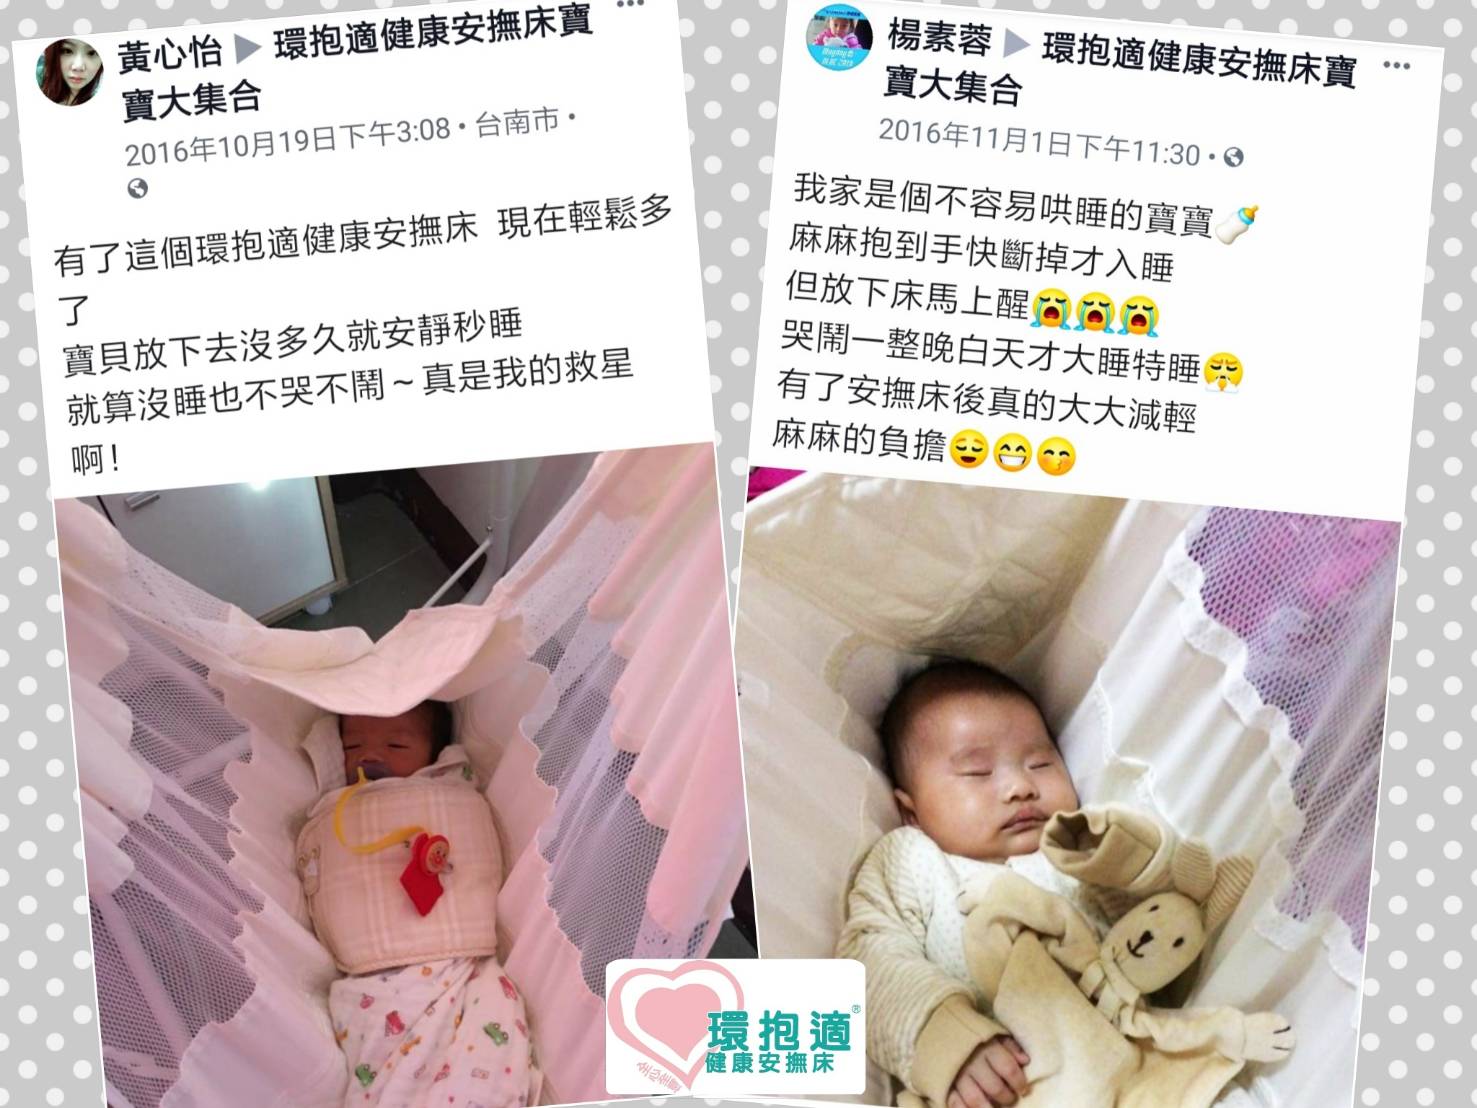 黃心怡 ▶ 環抱適健康安撫床寶
寶大集合
2016年10月19日下午3:08 • 台南市 •
有了這個環抱適健康安撫床 現在輕鬆多
了
寶貝放下去沒多久就安靜秒睡
就算沒睡也不哭不鬧～真是我的救星
啊!
楊素蓉 ▶ 環抱適健康安撫床寶
寶大集合
2016年11月1日下午11:30 •
我家是個不容易哄睡的寶寶🍼
麻麻抱到手快斷掉才入睡
但放下床馬上醒😭😭😭
哭鬧一整晚白天才大睡特睡😤
有了安撫床後真的大大減輕
麻麻的負擔😌😁😙
環抱適®
健康安撫床